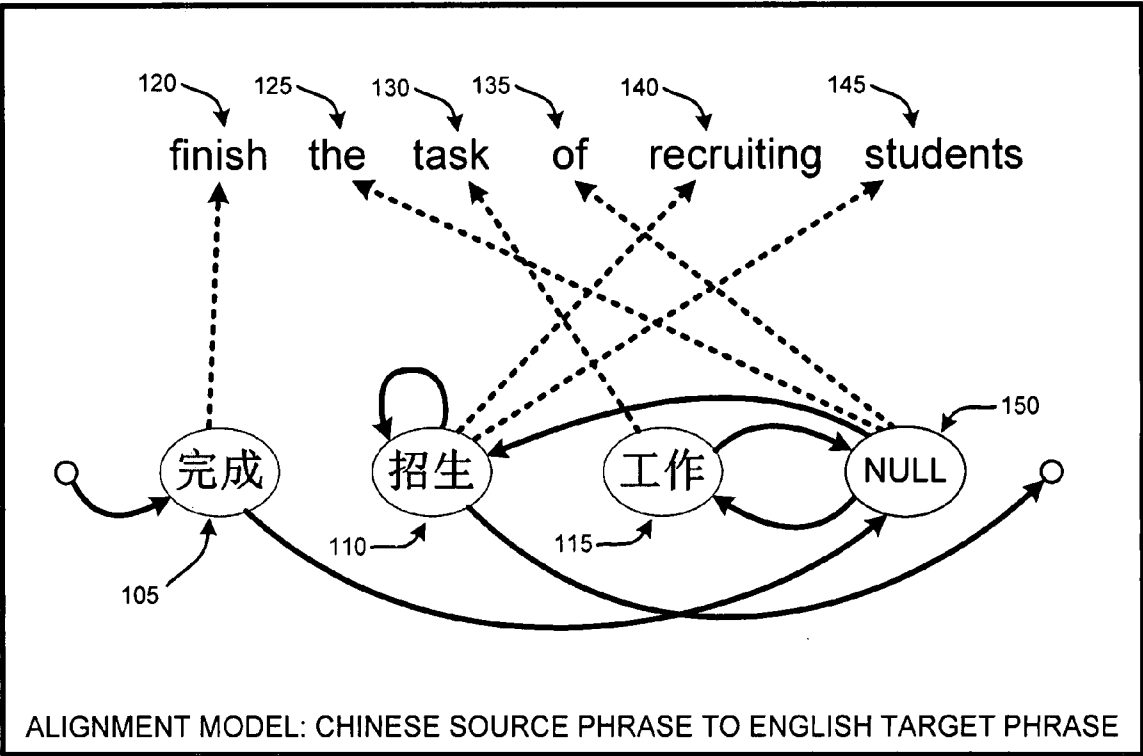 120 125 130 135 140 145
finish the task of recruiting students
150
完成 招生 工作 NULL
110 115
105
ALIGNMENT MODEL: CHINESE SOURCE PHRASE TO ENGLISH TARGET PHRASE